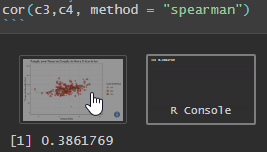 cor(c3,c4, method = "spearman")
```
R Console
[1] 0.3861769